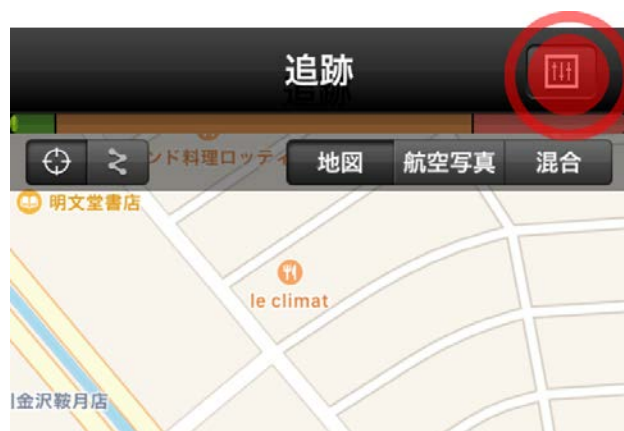 追跡
ンド料理ロッティ
地図 航空写真 混合
明文堂書店
le climat
金沢鞍月店